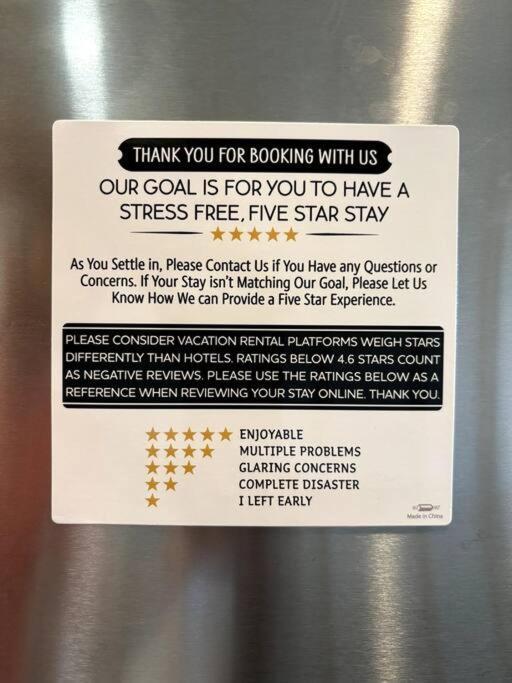 THANK YOU FOR BOOKING WITH US
OUR GOAL IS FOR YOU TO HAVE A
STRESS FREE, FIVE STAR STAY
As You Settle in, Please Contact Us if You Have any Questions or
Concerns. If Your Stay isn't Matching Our Goal, Please Let Us
Know How We can Provide a Five Star Experience.
PLEASE CONSIDER VACATION RENTAL PLATFORMS WEIGH STARS
DIFFERENTLY THAN HOTELS. RATINGS BELOW 4.6 STARS COUNT
AS NEGATIVE REVIEWS. PLEASE USE THE RATINGS BELOW AS A
REFERENCE WHEN REVIEWING YOUR STAY ONLINE. THANK YOU.
ENJOYABLE
MULTIPLE PROBLEMS
GLARING CONCERNS
COMPLETE DISASTER
I LEFT EARLY
Made in China